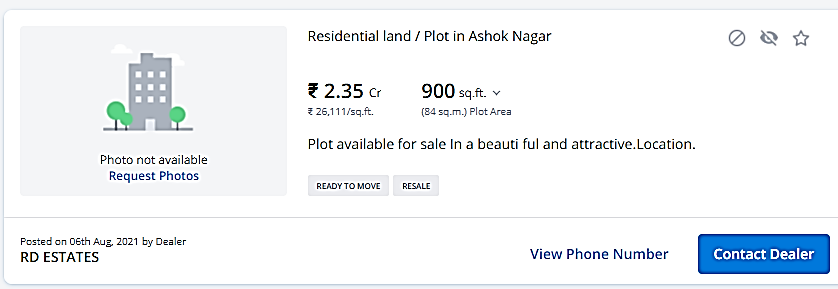 Residential land / Plot in Ashok Nagar
₹ 2.35 Cr
₹ 26,111/sq.ft.
900 sq.ft.
(84 sq.m.) Plot Area
Plot available for sale In a beauti ful and attractive.Location.
Photo not available
Request Photos
READY TO MOVE
RESALE
Posted on 06th Aug, 2021 by Dealer
RD ESTATES
View Phone Number
Contact Dealer